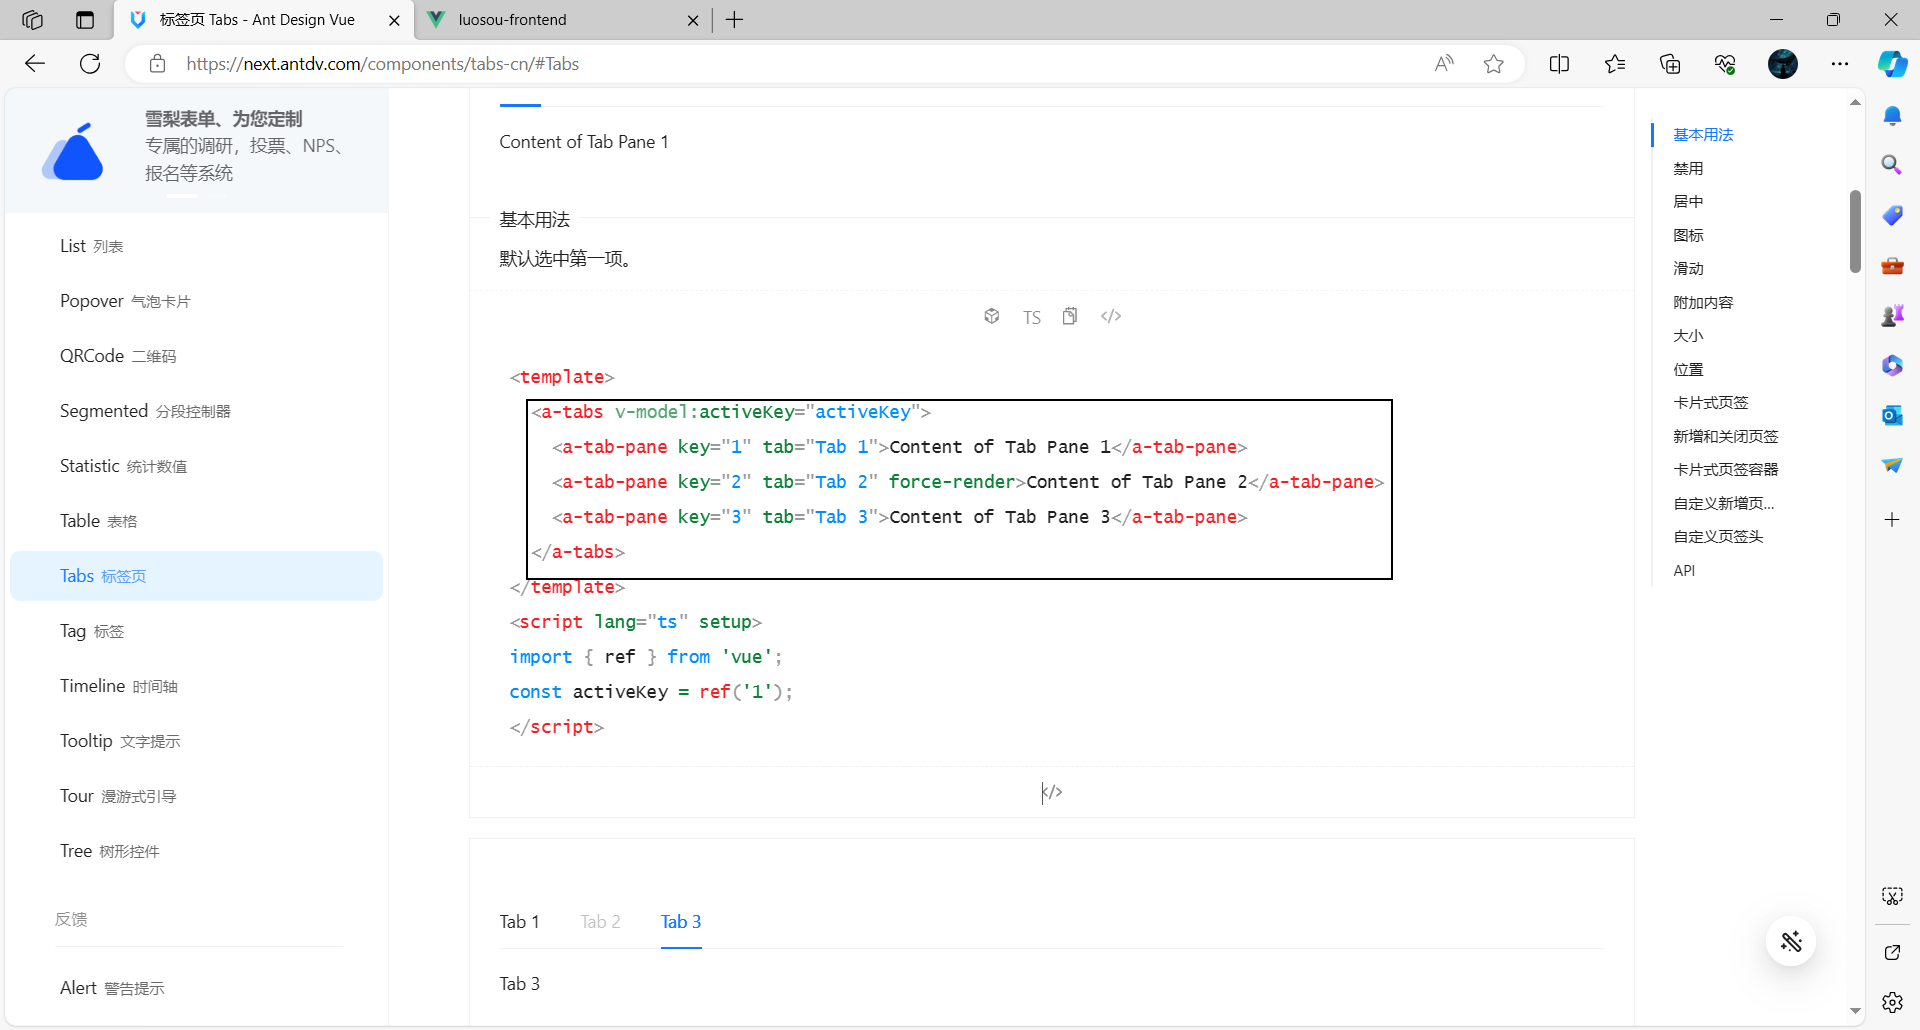 标签页 Tabs - Ant Design Vue
luosou-frontend
https://next.antdv.com/components/tabs-cn/#Tabs
雪梨表单、为您定制
专属的调研，投票、NPS、
报名等系统
List 列表
Popover 气泡卡片
QRCode 二维码
Segmented 分段控制器
Statistic 统计数值
Table 表格
Tabs 标签页
Tag 标签
Timeline 时间轴
Tooltip 文字提示
Tour 漫游式引导
Tree 树形控件
反馈
Alert 警告提示
Content of Tab Pane 1
基本用法
默认选中第一项。
TS
<template>
<a-tabs v-model:activeKey="activeKey">
<a-tab-pane key="1" tab="Tab 1">Content of Tab Pane 1</a-tab-pane>
<a-tab-pane key="2" tab="Tab 2" force-render>Content of Tab Pane 2</a-tab-pane>
<a-tab-pane key="3" tab="Tab 3">Content of Tab Pane 3</a-tab-pane>
</a-tabs>
</template>
<script lang="ts" setup>
import { ref } from 'vue';
const activeKey = ref('1');
</script>
Tab 1 Tab 2 Tab 3
Tab 3
基本用法
禁用
居中
图标
滑动
附加内容
大小
位置
卡片式页签
新增和关闭页签
卡片式页签容器
自定义新增页...
自定义页签头
API